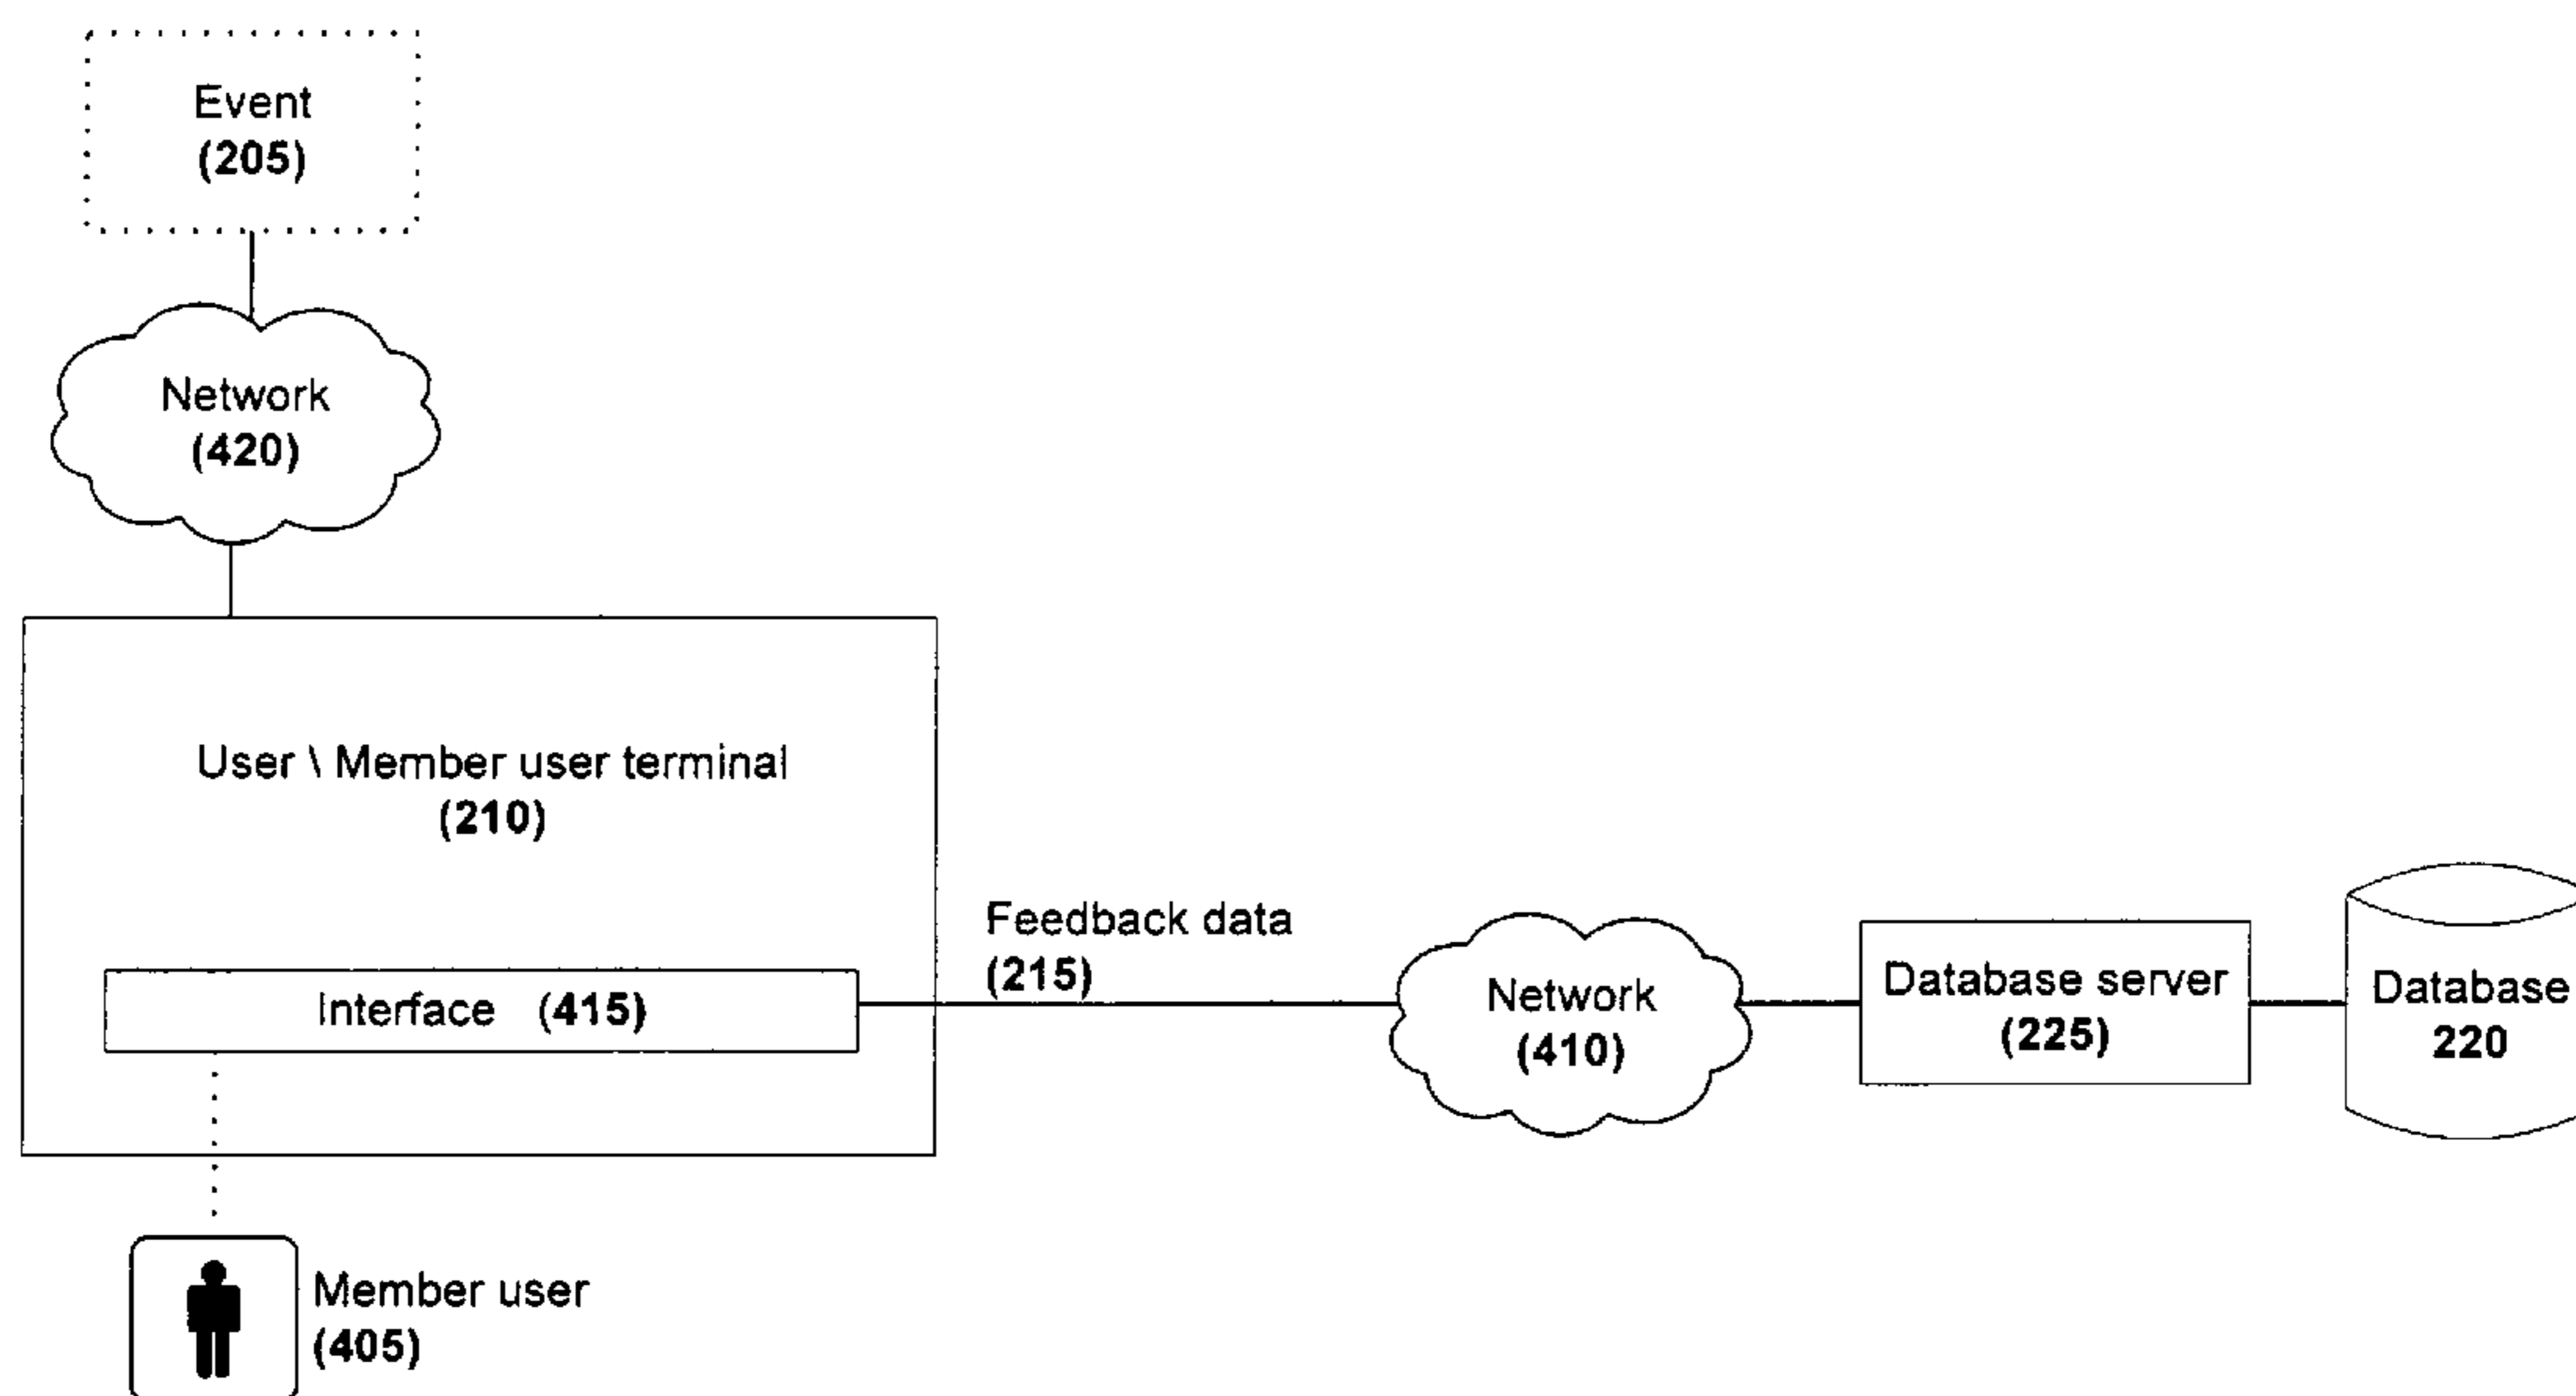 Event
(205)
Network
(420)
User \ Member user terminal
(210)
Feedback data
(215)
Interface (415)
Network
(410)
Database server
(225)
Database
220
Member user
(405)